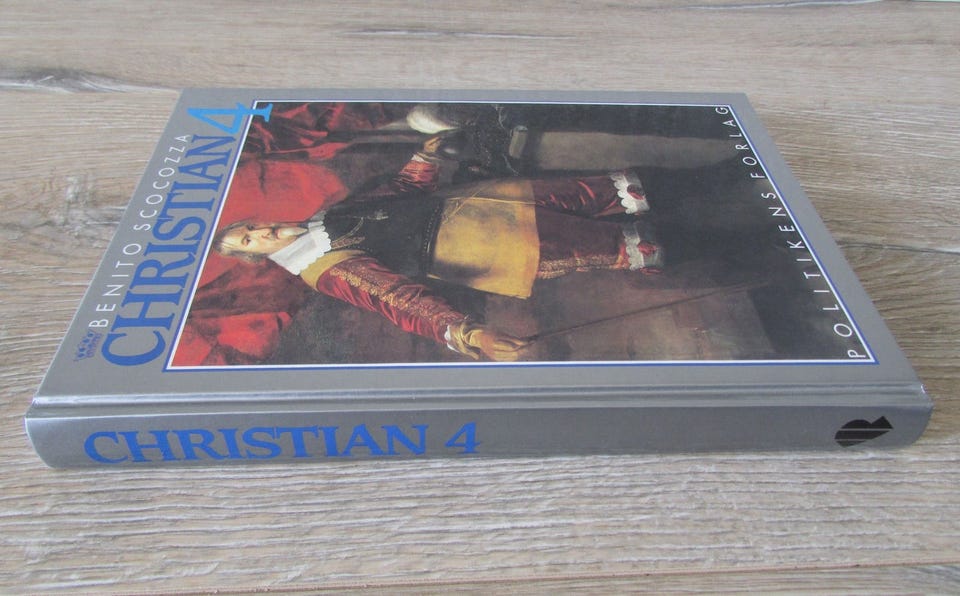 BENITO SCOCOZZA
CHRISTIAN 4
POLITIKENS FORLAG
CHRISTIAN 4